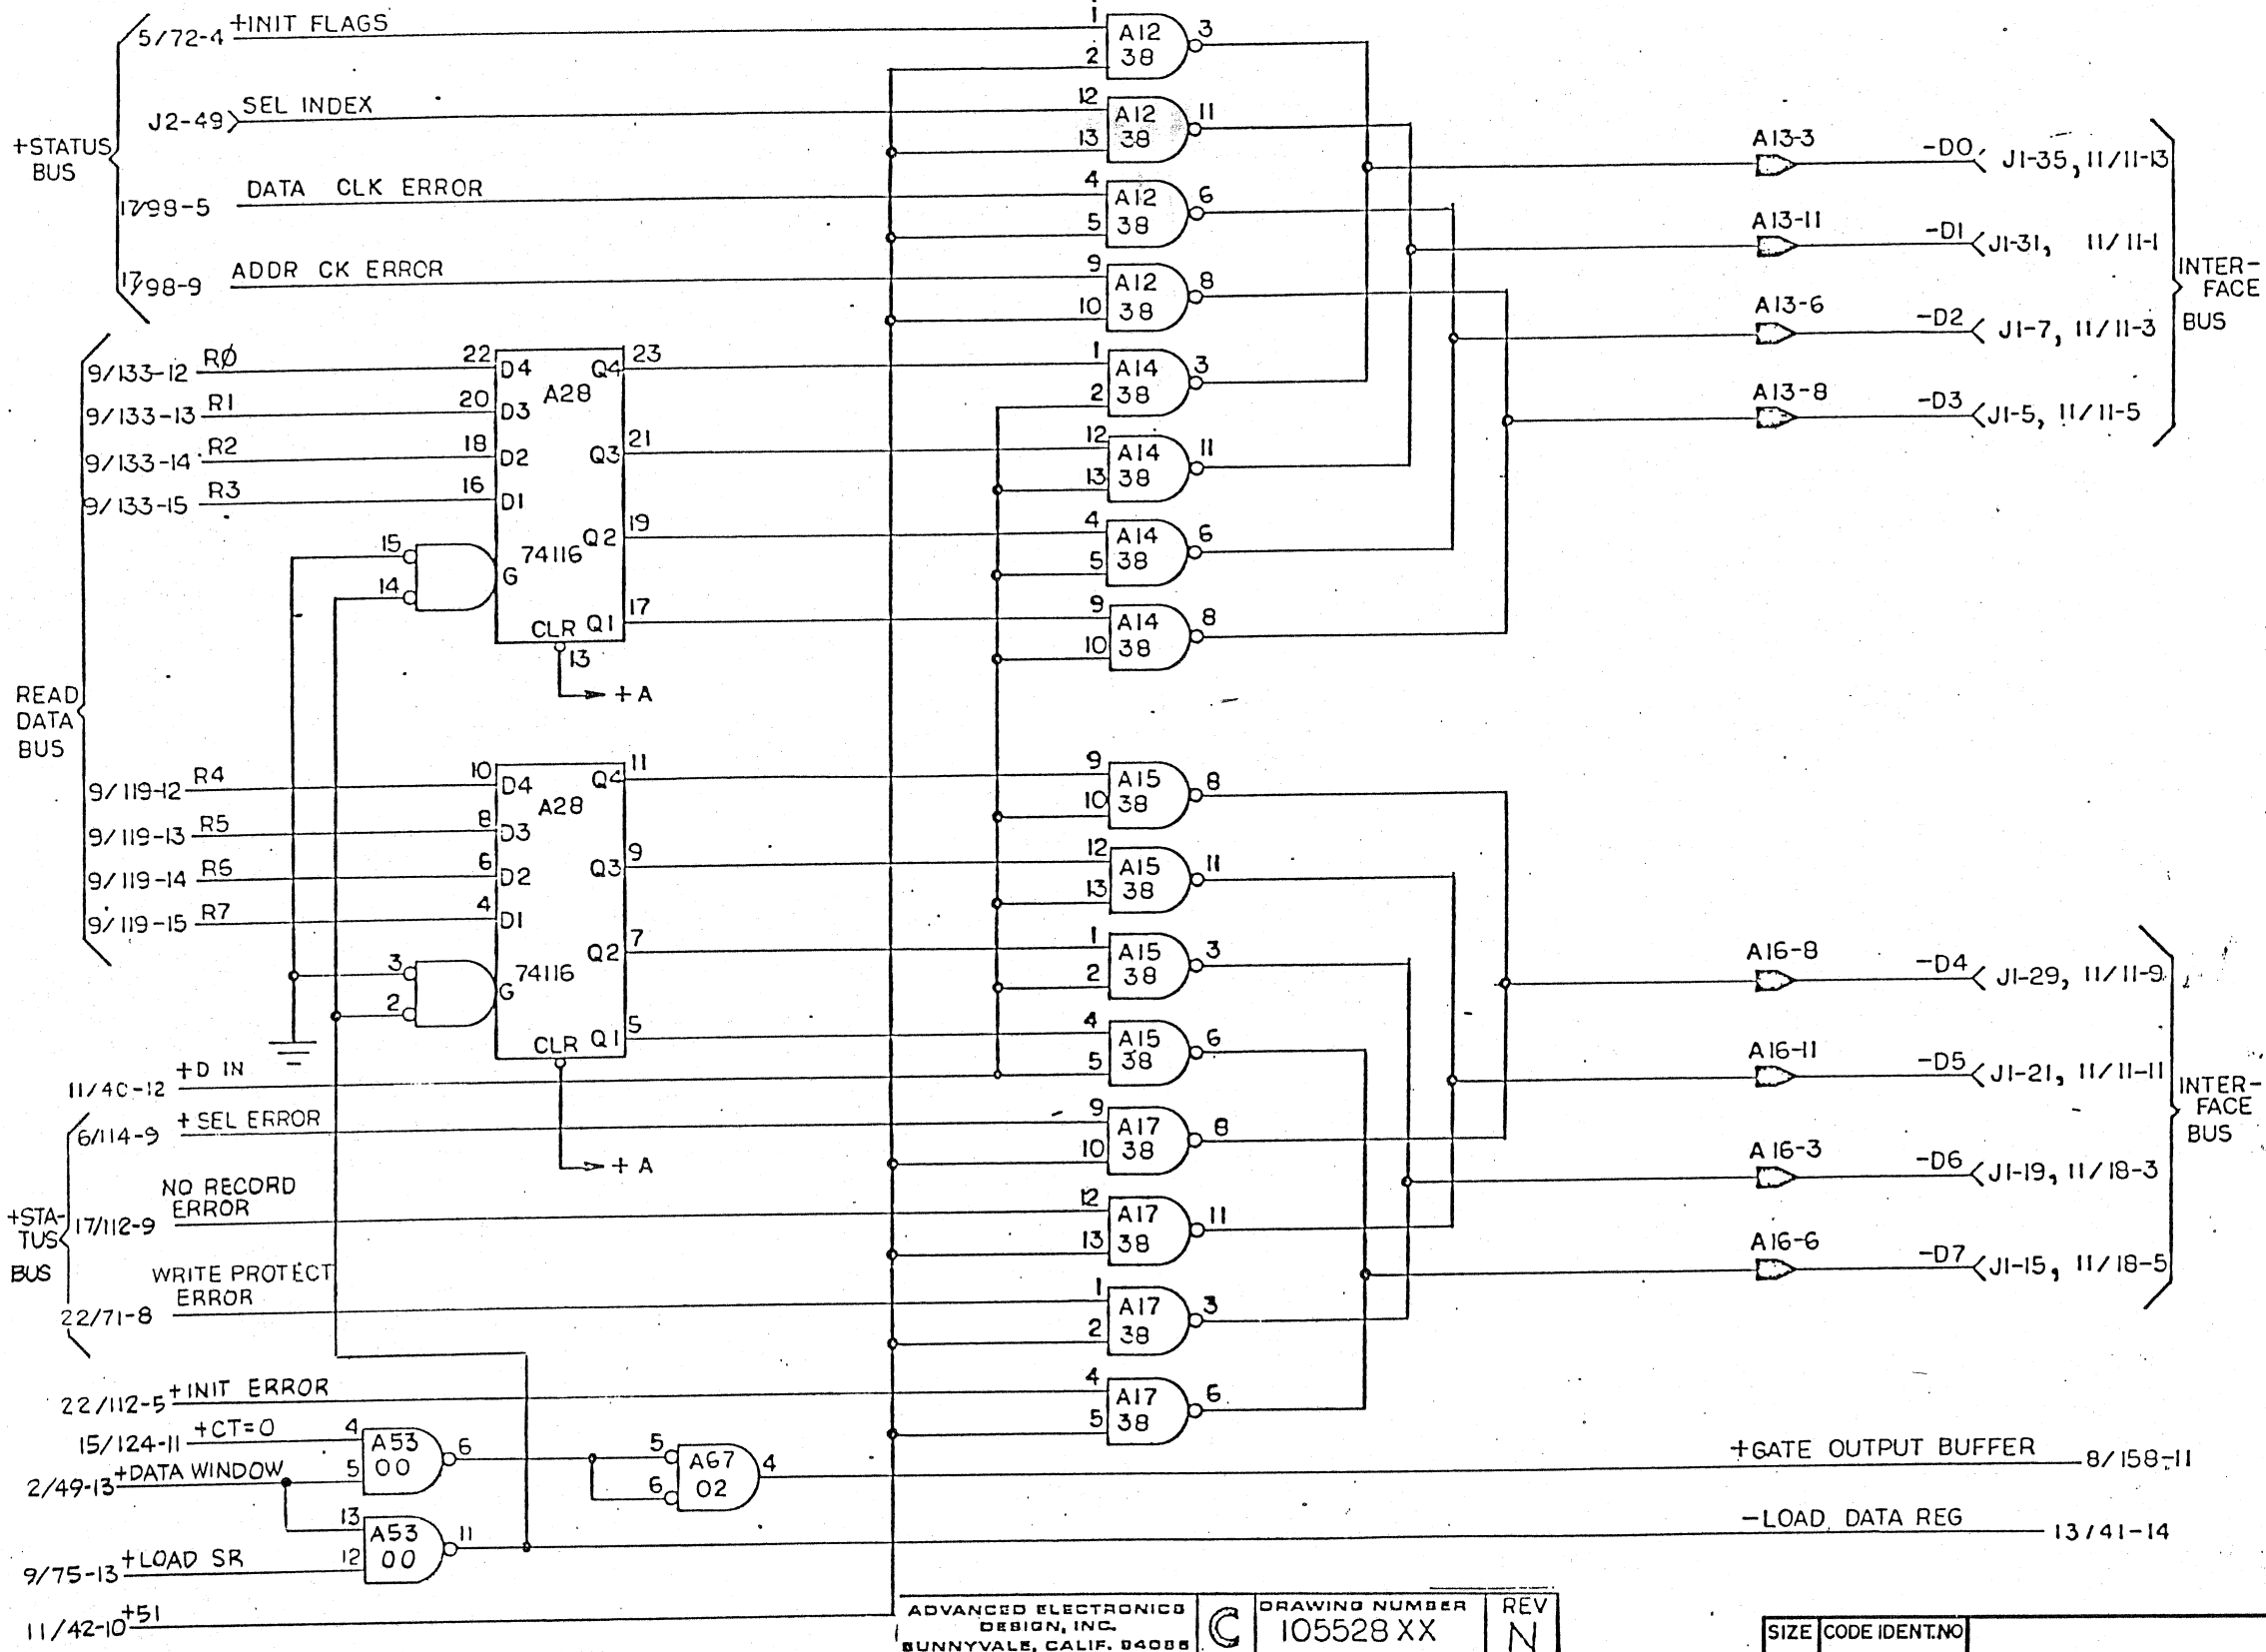 5/72-4 +INIT FLAGS
J2-49 SEL INDEX
17/98-5 DATA CLK ERROR
17/98-9 ADDR CK ERROR
+STATUS
BUS
1 A12 3
2 38
12 A12 11
13 38
4 A12 6
5 38
9 A12 8
10 38
A13-3 -D0 J1-35, 11/11-13
A13-11 -D1 J1-31, 11/11-1
A13-6 -D2 J1-7, 11/11-3
A13-8 -D3 J1-5, 11/11-5
INTER-
FACE
BUS
9/133-12 RØ 22 D4 Q4 23
9/133-13 R1 20 D3 A28
9/133-14 R2 18 D2 Q3 21
9/133-15 R3 16 D1
Q2 19
15 74116
14 G
CLR Q1 17
13
+A
1 A14 3
2 38
12 A14 11
13 38
4 A14 6
5 38
9 A14 8
10 38
READ
DATA
BUS
9/119-12 R4 10 D4 Q4 11
9/119-13 R5 8 D3 A28
9/119-14 R6 6 D2 Q3 9
9/119-15 R7 4 D1
Q2 7
3 74116
2 G
CLR Q1 5
+A
9 A15 8
10 38
12 A15 11
13 38
1 A15 3
2 38
4 A15 6
5 38
A16-8 -D4 J1-29, 11/11-9
A16-11 -D5 J1-21, 11/11-11
A16-3 -D6 J1-19, 11/18-3
A16-6 -D7 J1-15, 11/18-5
INTER-
FACE
BUS
11/40-12 +D IN
6/114-9 +SEL ERROR
NO RECORD
17/112-9 ERROR
WRITE PROTECT
ERROR
22/71-8
+STA-
TUS
BUS
9 A17 8
10 38
12 A17 11
13 38
1 A17 3
2 38
4 A17 6
5 38
22/112-5 +INIT ERROR
15/124-11 +CT=0 4 A53 6
2/49-13 +DATA WINDOW 5 00
5 A67 4
6 02
+GATE OUTPUT BUFFER 8/158-11
13 A53 11
9/75-13 +LOAD SR 12 00
-LOAD DATA REG 13/41-14
11/42-10 +51
ADVANCED ELECTRONICS
DESIGN, INC.
SUNNYVALE, CALIF. 94086
C
DRAWING NUMBER
105528 XX
REV
N
SIZE CODE IDENT.NO